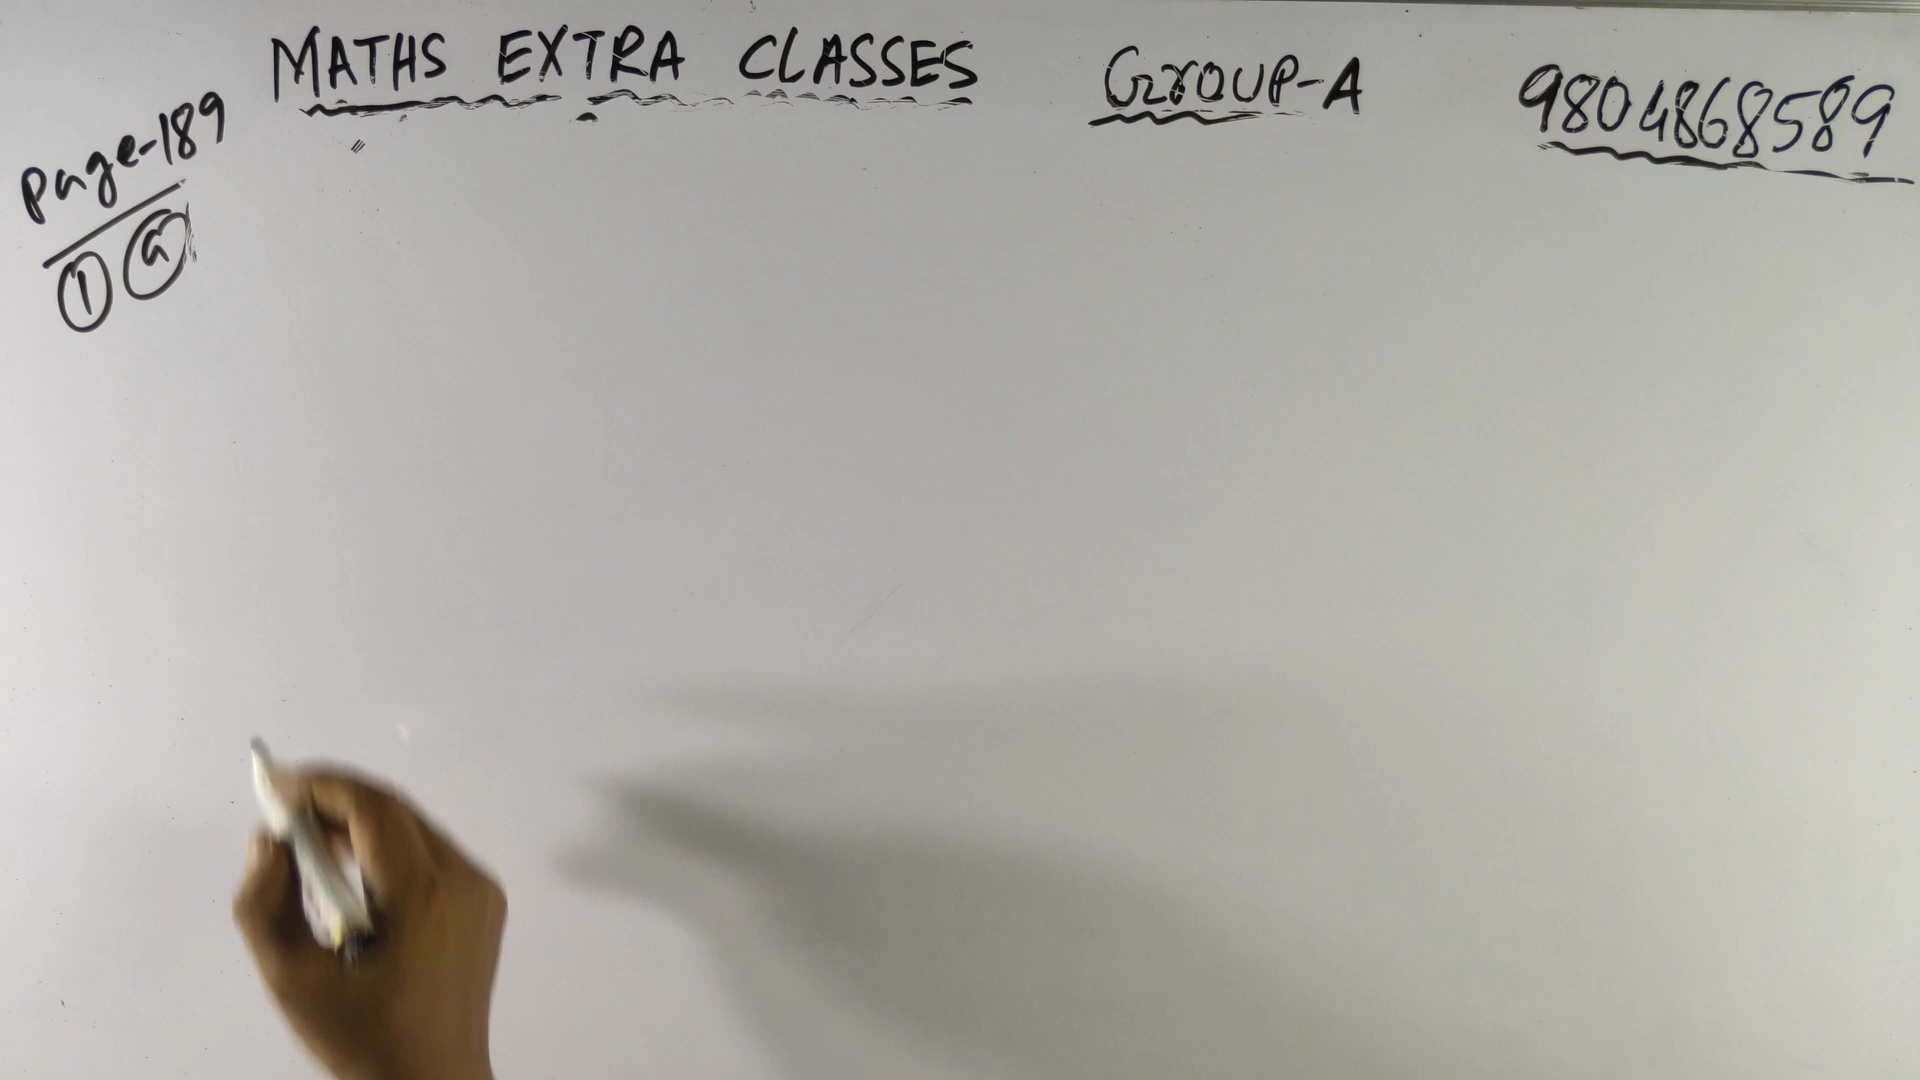 MATHS EXTRA CLASSES GROUP-A 9804868589
Page-189
① ⓐ